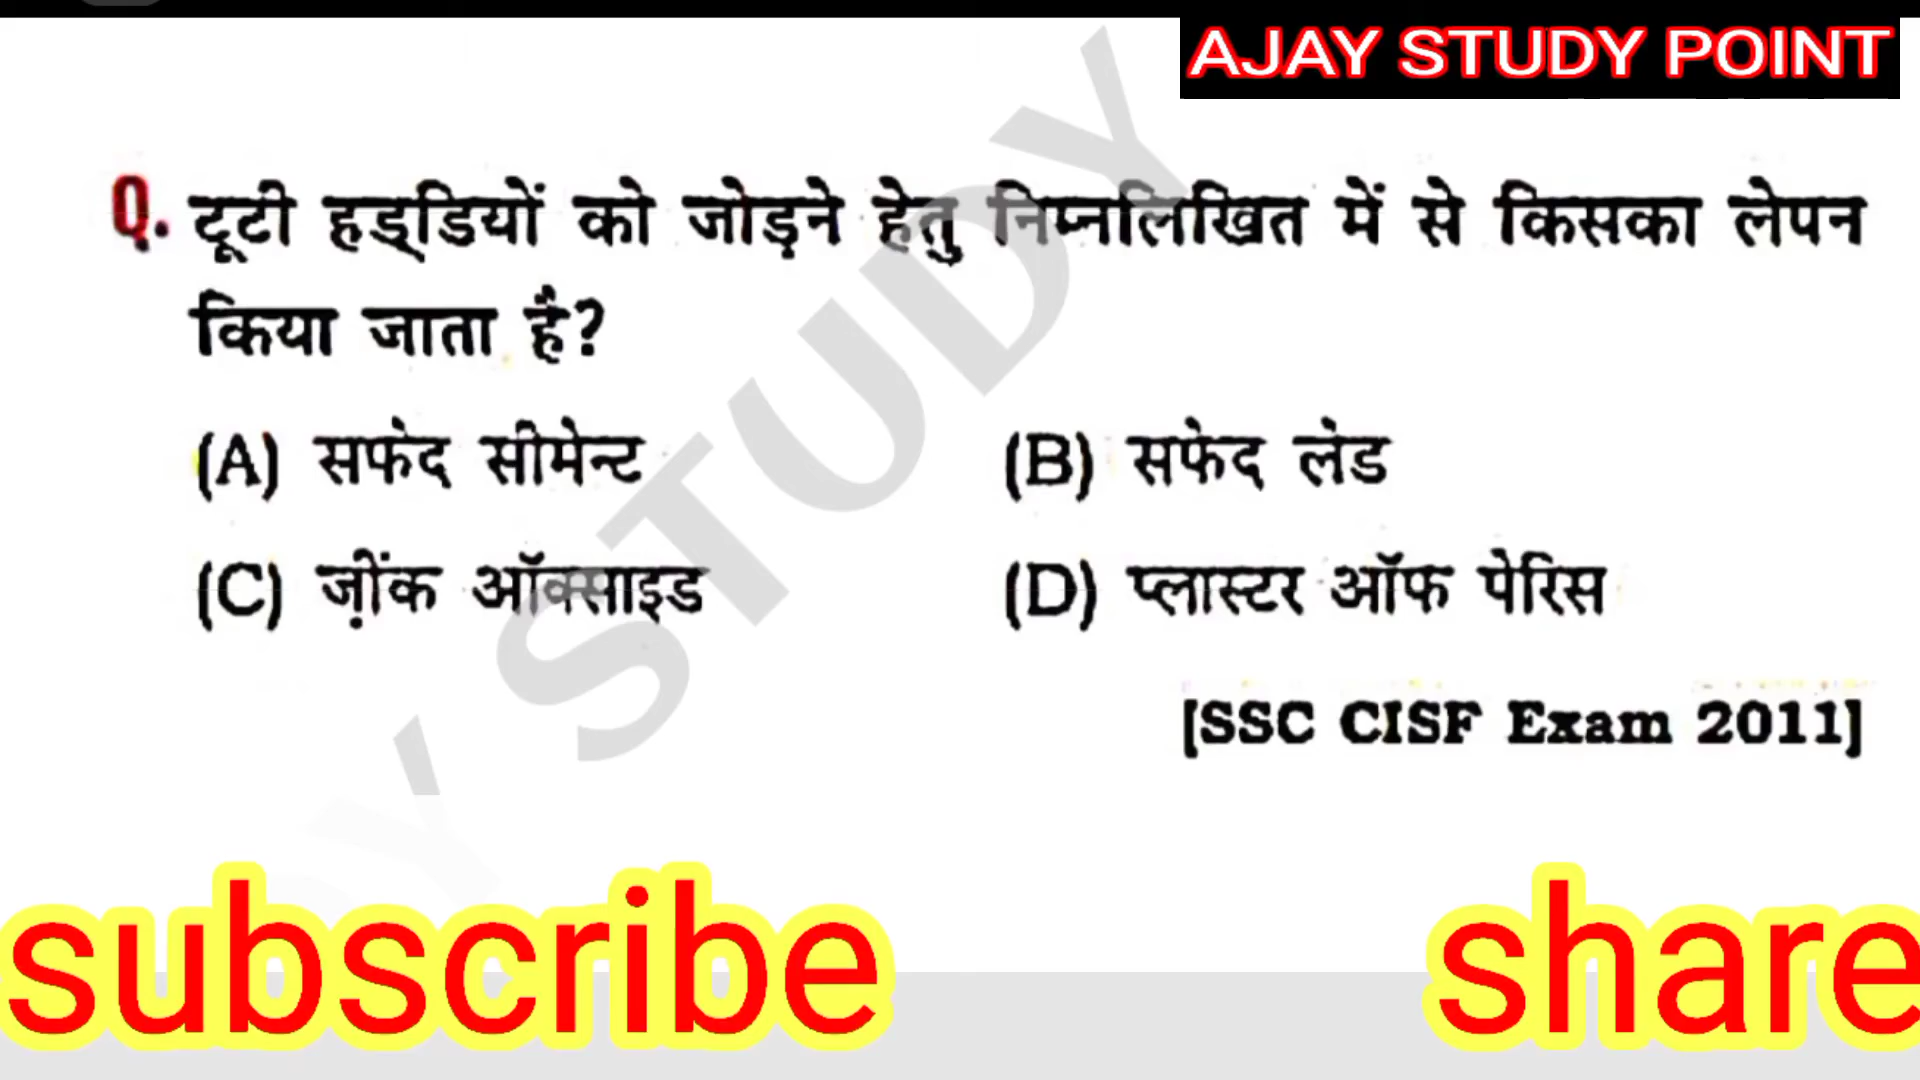 AJAY STUDY POINT
Q. टूटी हड्डियों को जोड़ने हेतु निम्नलिखित में से किसका लेपन
किया जाता है?
(A) सफेद सीमेन्ट (B) सफेद लेड
(C) ज़ींक ऑक्साइड (D) प्लास्टर ऑफ पेरिस
[SSC CISF Exam 2011]
Y STUDY
subscribe share